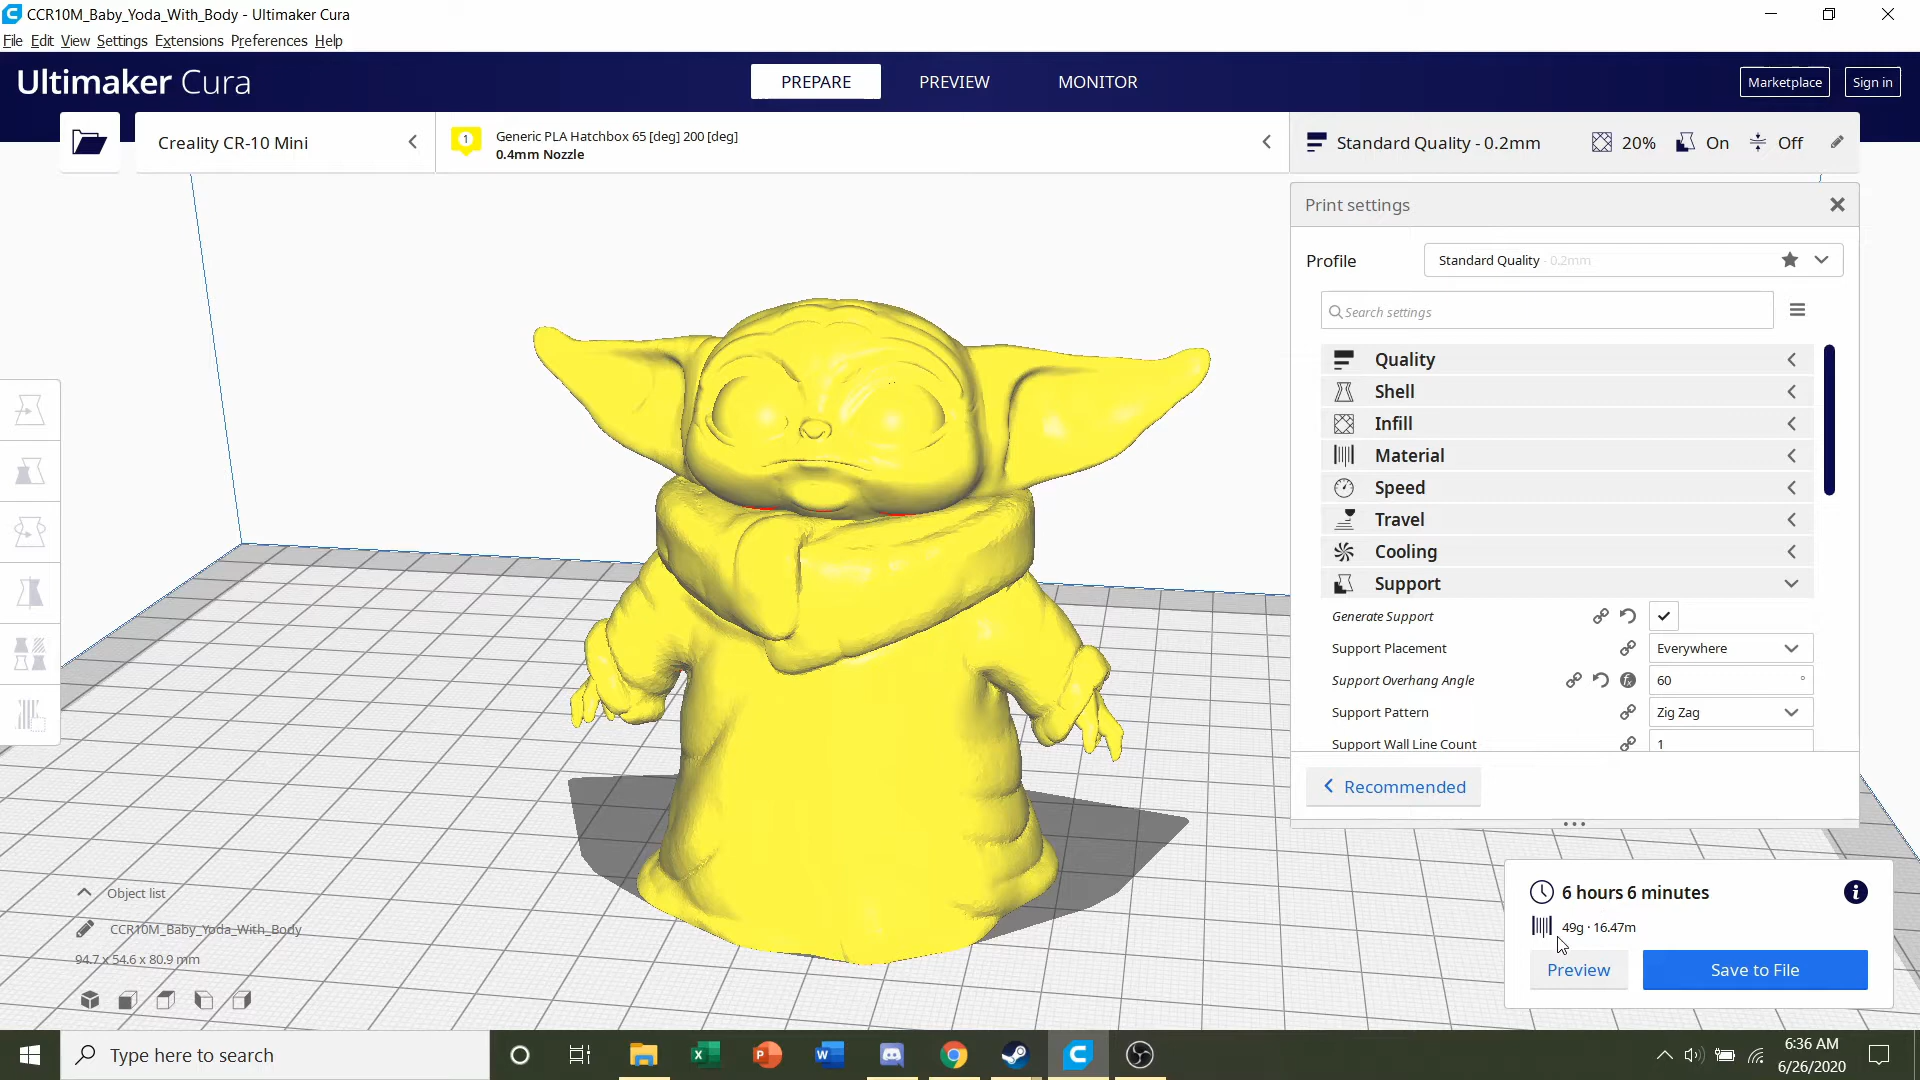 CCR10M_Baby_Yoda_With_Body - Ultimaker Cura
File Edit View Settings Extensions Preferences Help
Ultimaker Cura
PREPARE
PREVIEW
MONITOR
Marketplace
Sign in
Creality CR-10 Mini
1
Generic PLA Hatchbox 65 [deg] 200 [deg]
0.4mm Nozzle
Standard Quality - 0.2mm
20%
On
Off
Print settings
Profile
Standard Quality - 0.2mm
Search settings
Quality
Shell
Infill
Material
Speed
Travel
Cooling
Support
Generate Support
Support Placement
Everywhere
Support Overhang Angle
60 °
Support Pattern
Zig Zag
Support Wall Line Count
1
Recommended
Object list
CCR10M_Baby_Yoda_With_Body
94.7 x 54.6 x 80.9 mm
6 hours 6 minutes
49g · 16.47m
Preview
Save to File
Type here to search
6:36 AM
6/26/2020